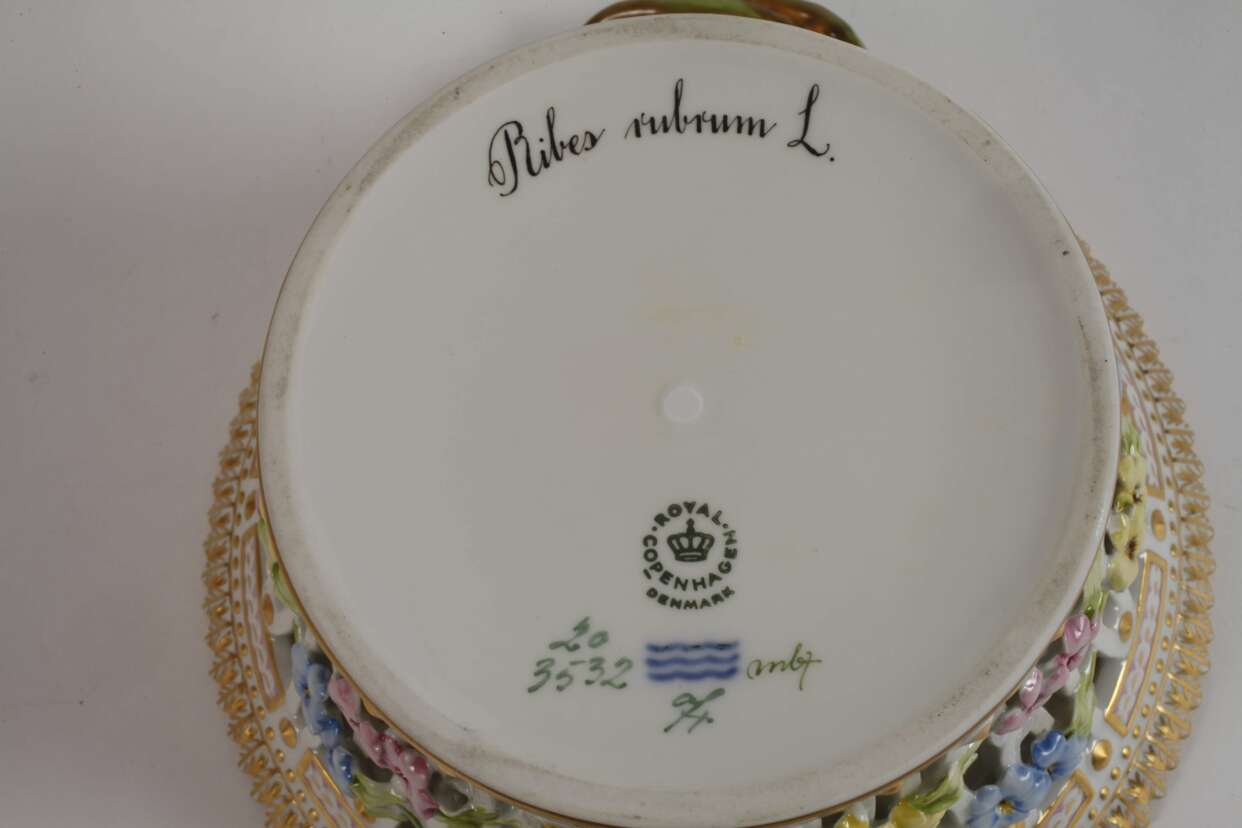 Ribes rubrum L.
ROYAL
COPENHAGEN
DENMARK
20
3532